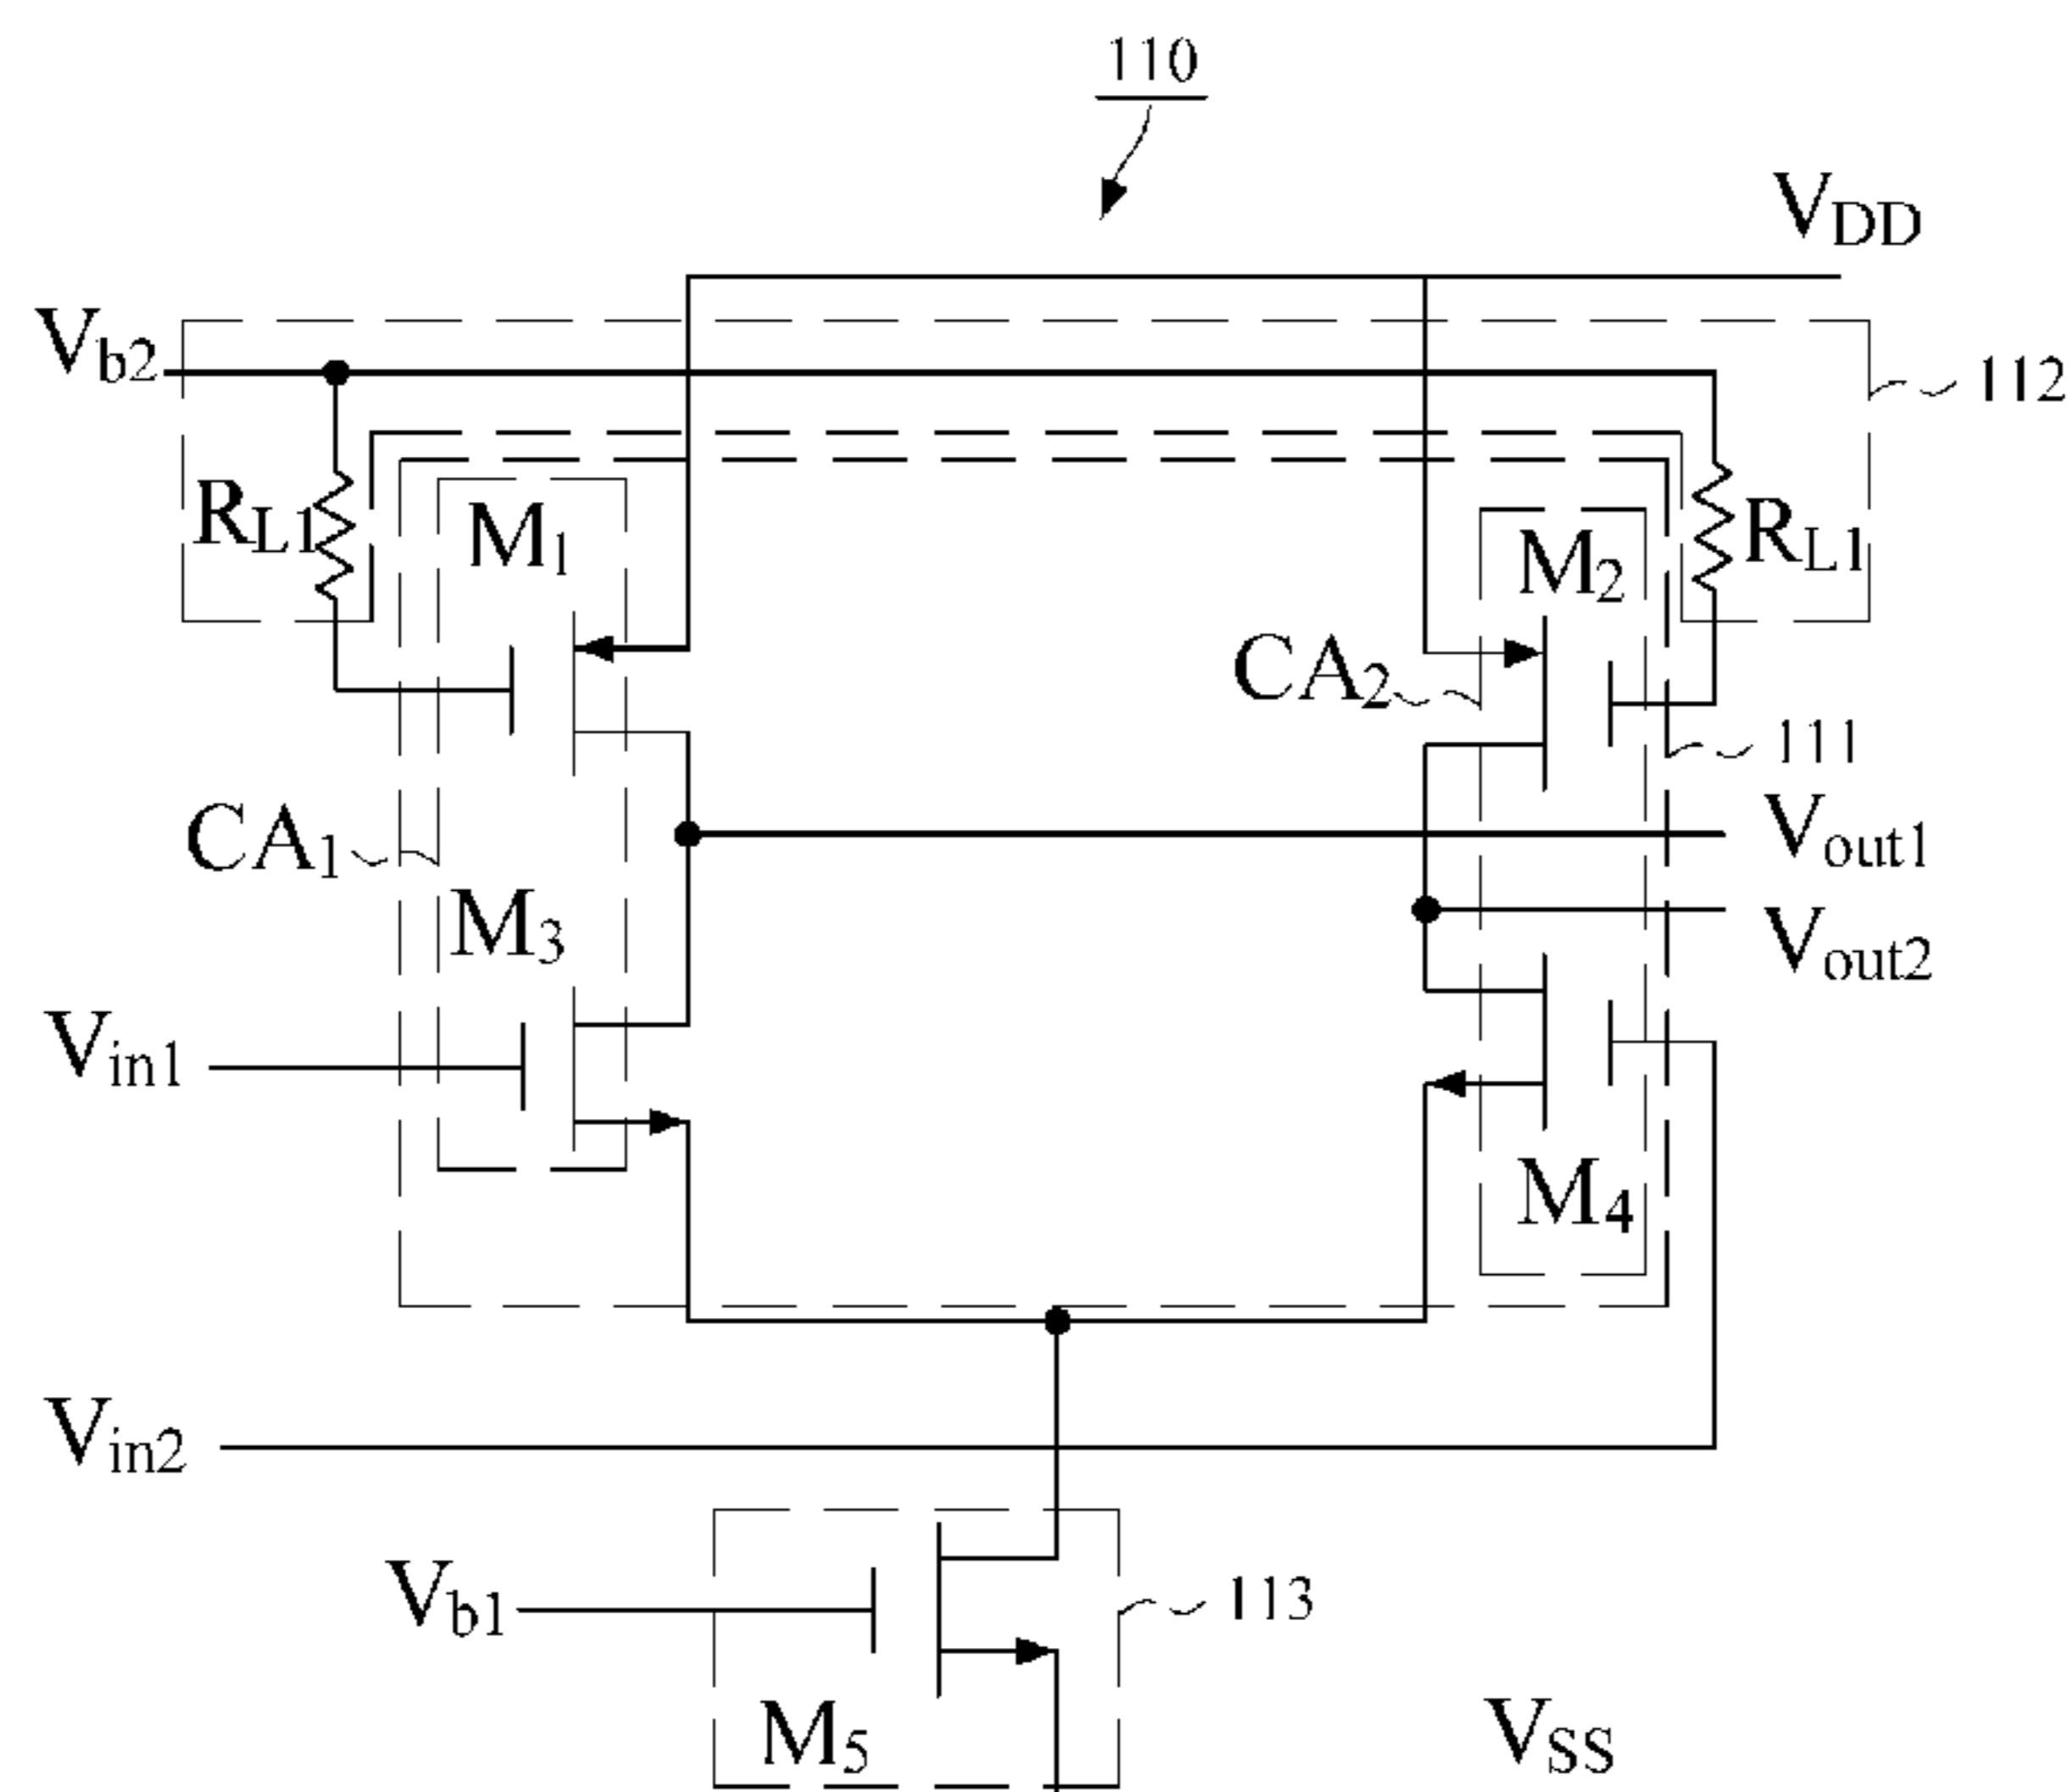 110
VDD
Vb2
112
RL1
M1
M2
RL1
CA2
111
CA1
Vout1
M3
Vout2
Vin1
M4
Vin2
Vb1
113
M5
VSS